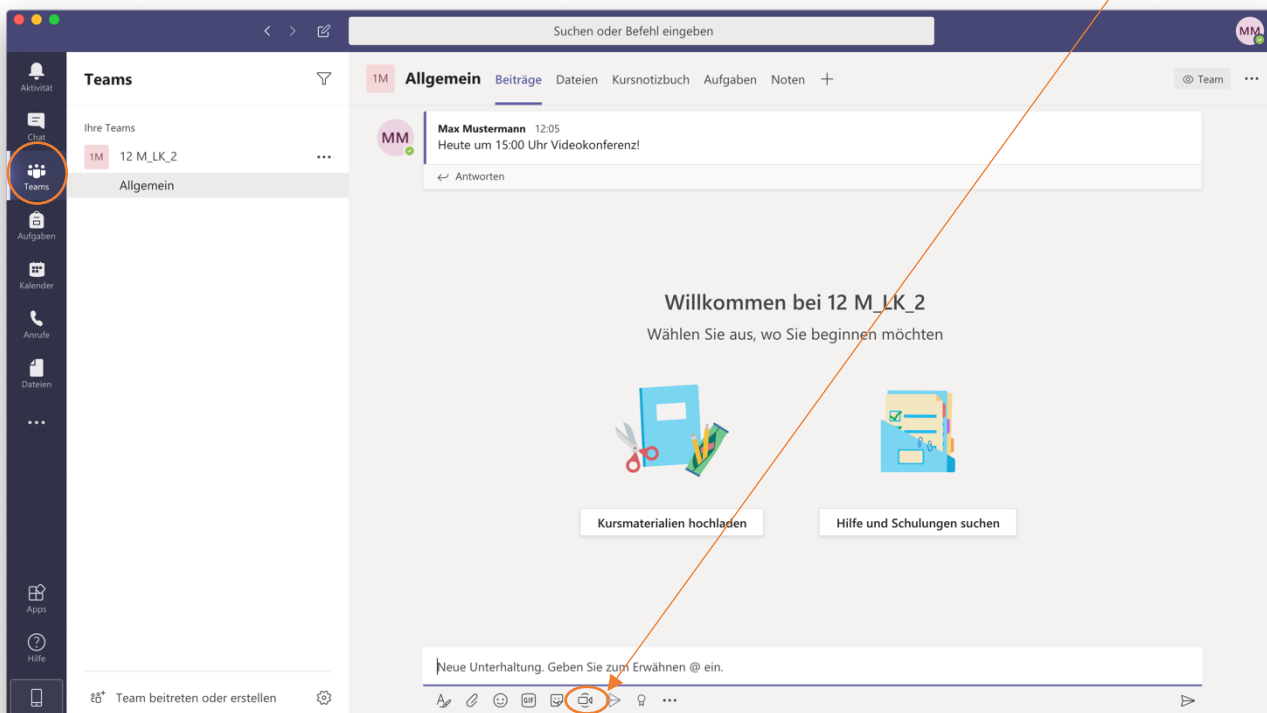 Suchen oder Befehl eingeben
MM
Aktivität
Chat
Teams
Aufgaben
Kalender
Anrufe
Dateien
Apps
Hilfe
Teams
Ihre Teams
1M 12 M_LK_2
Allgemein
Team beitreten oder erstellen
1M Allgemein Beiträge Dateien Kursnotizbuch Aufgaben Noten
Team
MM
Max Mustermann 12:05
Heute um 15:00 Uhr Videokonferenz!
Antworten
Willkommen bei 12 M_LK_2
Wählen Sie aus, wo Sie beginnen möchten
Kursmaterialien hochladen
Hilfe und Schulungen suchen
Neue Unterhaltung. Geben Sie zum Erwähnen @ ein.
GIF